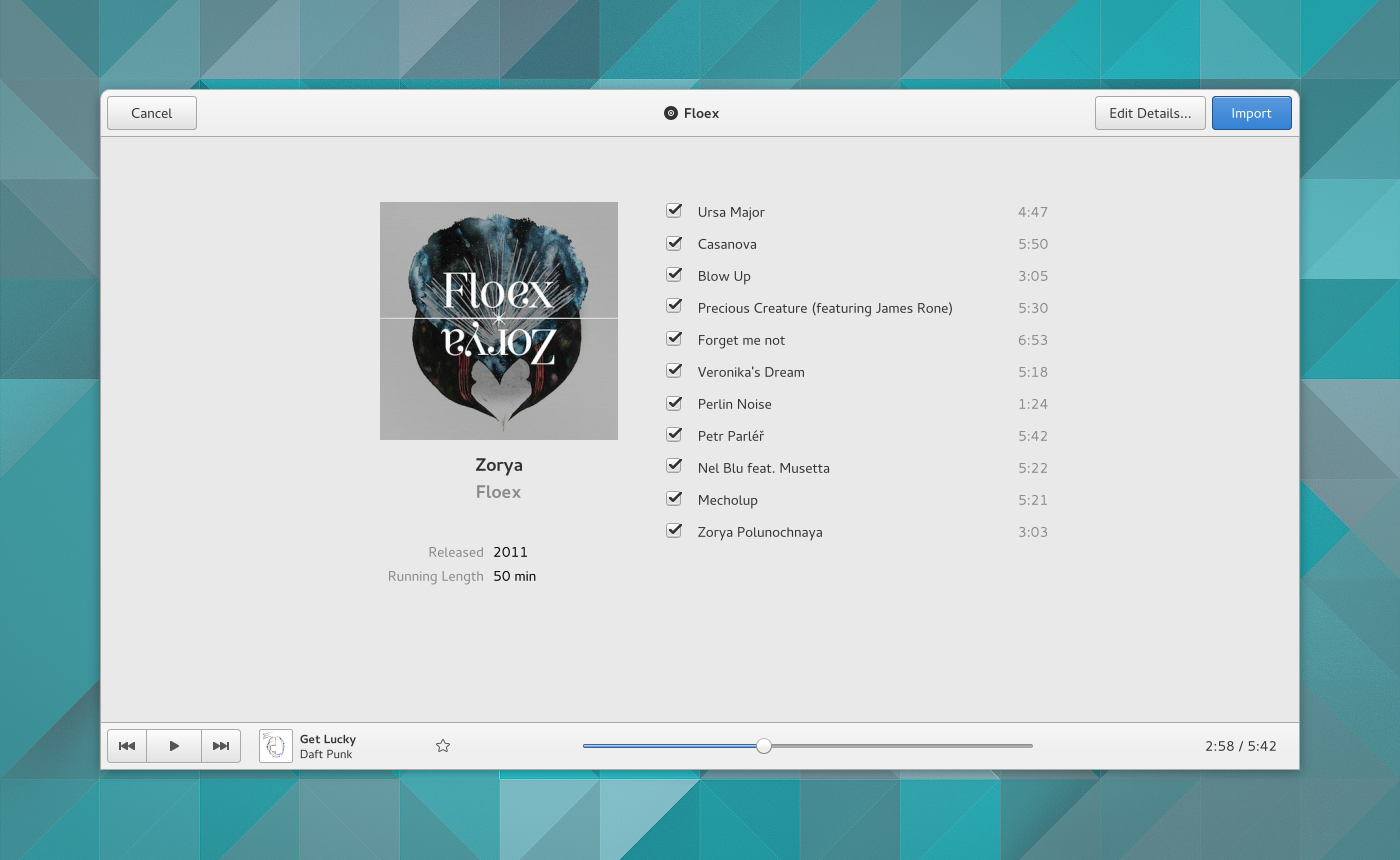 Cancel
Floex
Edit Details...
Import
Floex
Zorya
Zorya
Floex
Released 2011
Running Length 50 min
Ursa Major 4:47
Casanova 5:50
Blow Up 3:05
Precious Creature (featuring James Rone) 5:30
Forget me not 6:53
Veronika's Dream 5:18
Perlin Noise 1:24
Petr Parléř 5:42
Nel Blu feat. Musetta 5:22
Mecholup 5:21
Zorya Polunochnaya 3:03
Get Lucky
Daft Punk
2:58 / 5:42